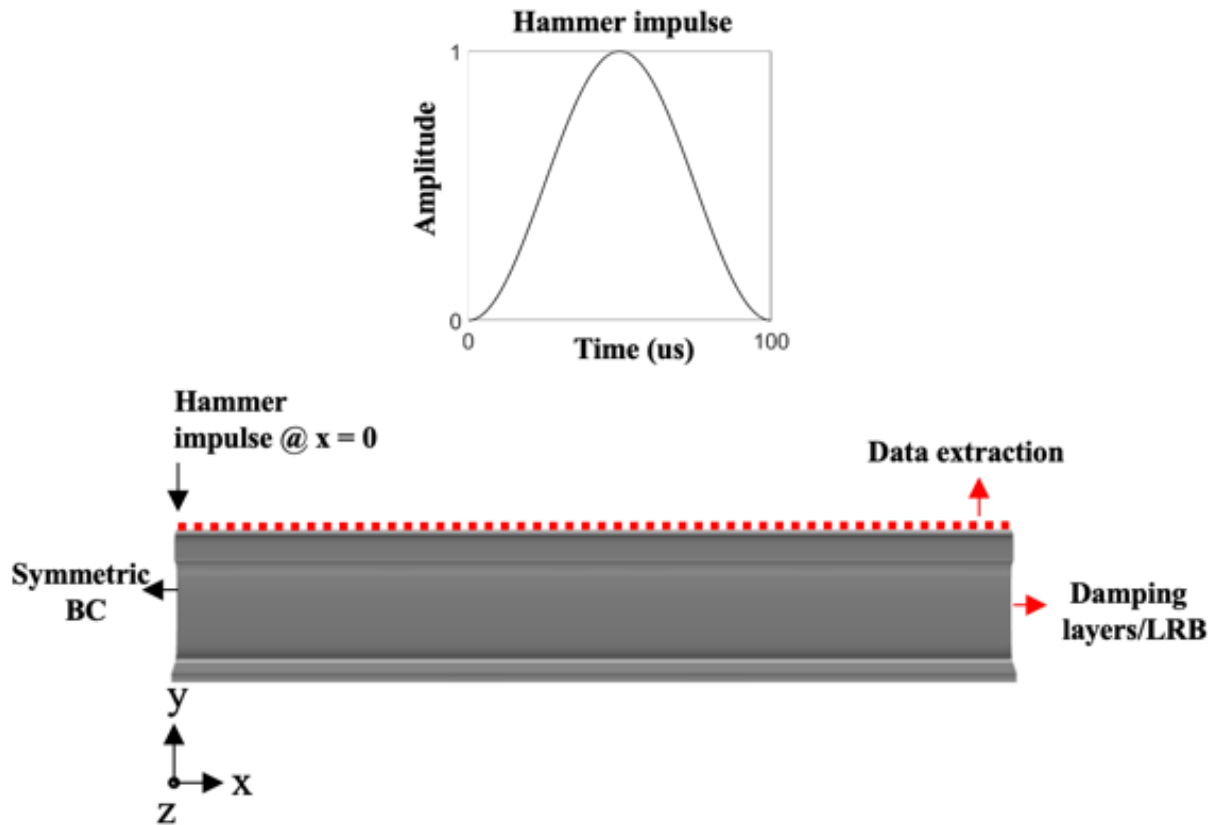 Hammer impulse
1
Amplitude
0
0
100
Time (us)
Hammer
impulse @ x = 0
Data extraction
Symmetric
BC
Damping
layers/LRB
y
x
z